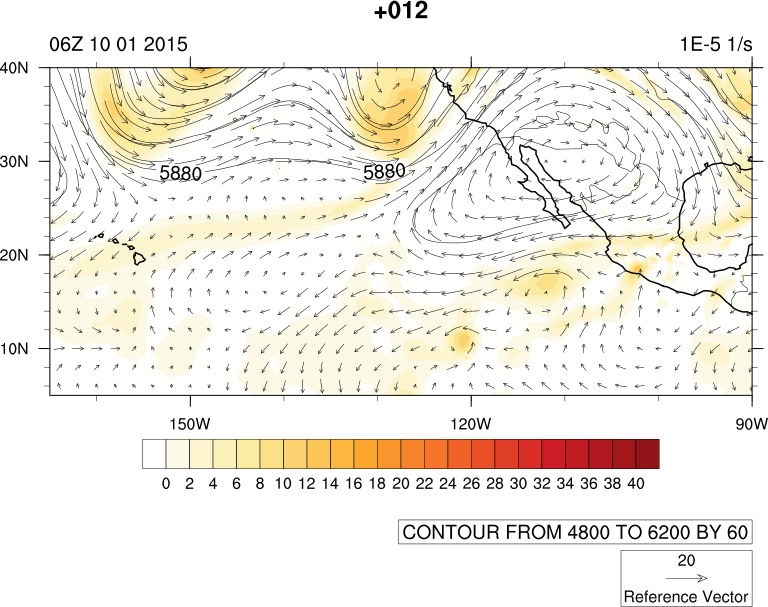 +012
06Z 10 01 2015 1E-5 1/s
40N
30N
5880 5880
20N
10N
150W 120W 90W
0 2 4 6 8 10 12 14 16 18 20 22 24 26 28 30 32 34 36 38 40
CONTOUR FROM 4800 TO 6200 BY 60
20
Reference Vector